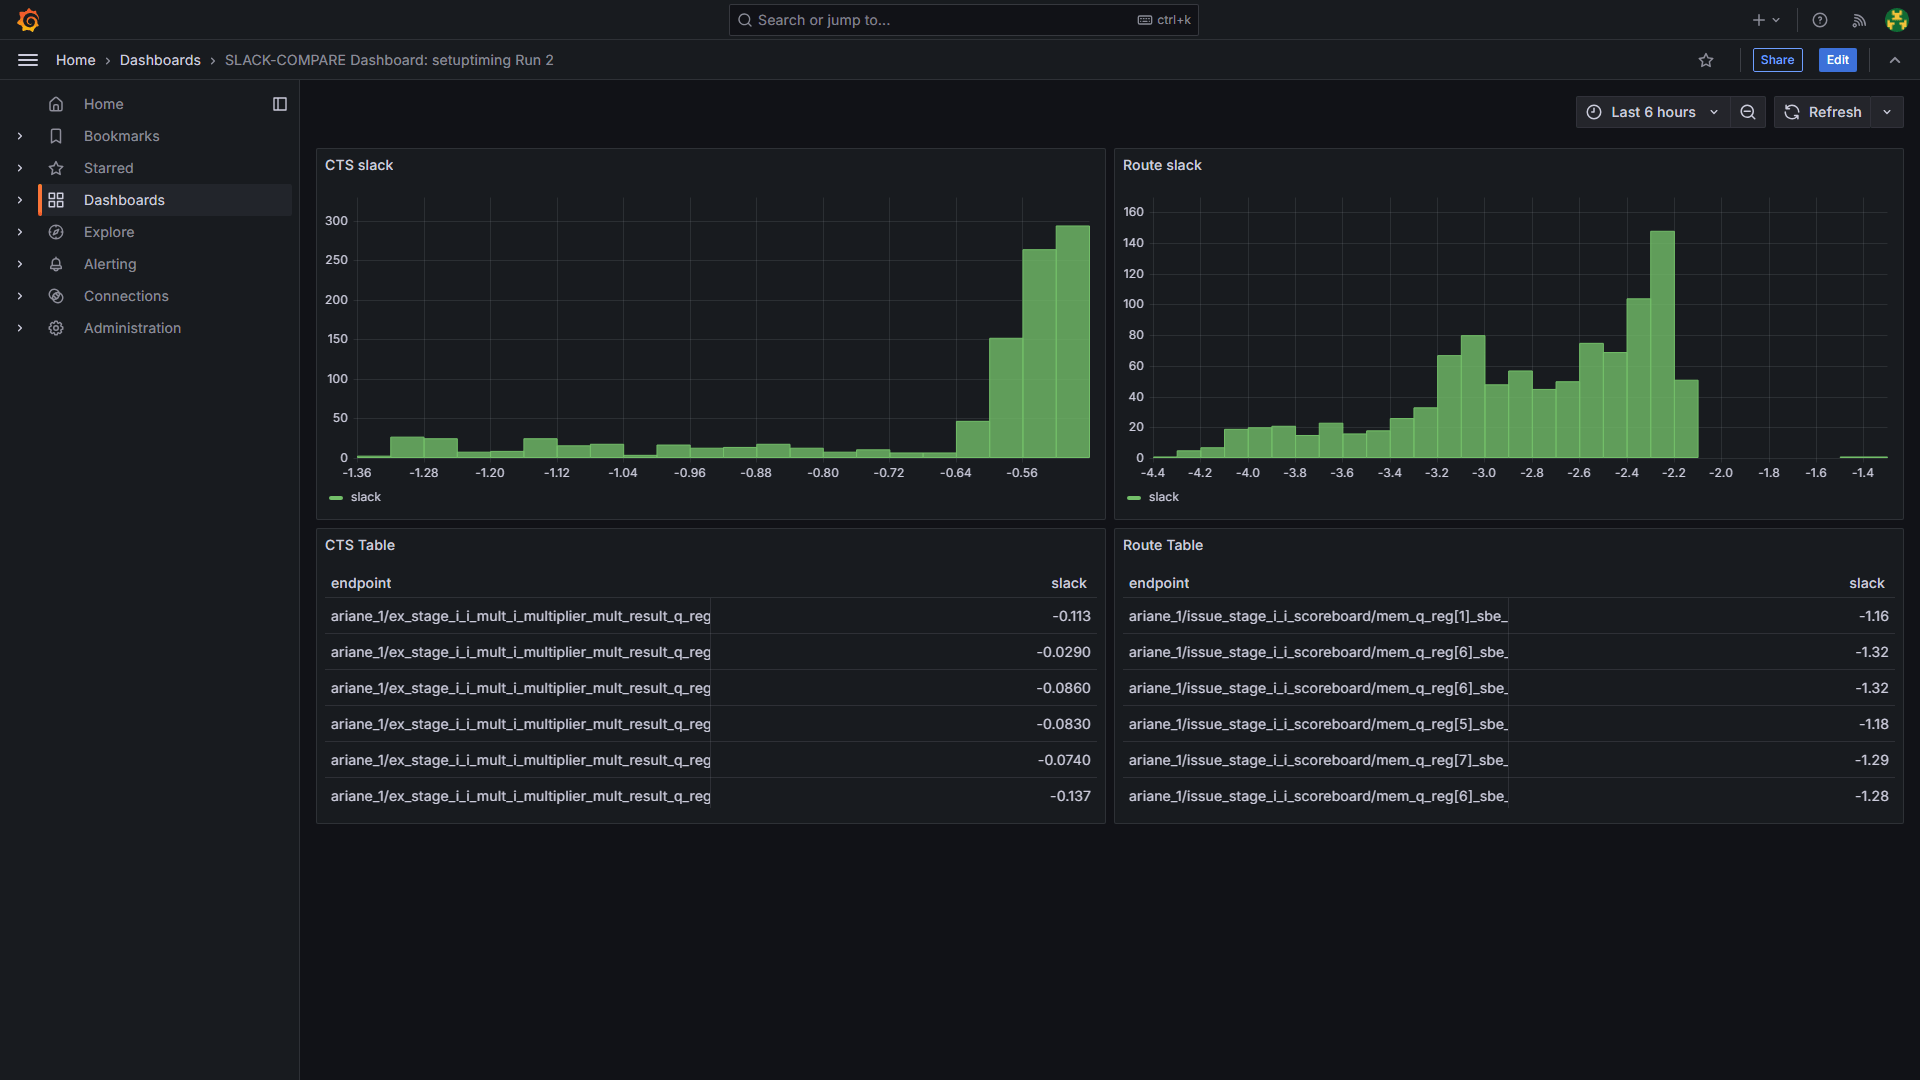 Search or jump to...
ctrl+k
Home › Dashboards › SLACK-COMPARE Dashboard: setuptiming Run 2
Share
Edit
Home
Bookmarks
Starred
Dashboards
Explore
Alerting
Connections
Administration
Last 6 hours
Refresh
CTS slack
300
250
200
150
100
50
0
-1.36 -1.28 -1.20 -1.12 -1.04 -0.96 -0.88 -0.80 -0.72 -0.64 -0.56
slack
Route slack
160
140
120
100
80
60
40
20
0
-4.4 -4.2 -4.0 -3.8 -3.6 -3.4 -3.2 -3.0 -2.8 -2.6 -2.4 -2.2 -2.0 -1.8 -1.6 -1.4
slack
CTS Table
endpoint slack
ariane_1/ex_stage_i_i_mult_i_multiplier_mult_result_q_reg -0.113
ariane_1/ex_stage_i_i_mult_i_multiplier_mult_result_q_reg -0.0290
ariane_1/ex_stage_i_i_mult_i_multiplier_mult_result_q_reg -0.0860
ariane_1/ex_stage_i_i_mult_i_multiplier_mult_result_q_reg -0.0830
ariane_1/ex_stage_i_i_mult_i_multiplier_mult_result_q_reg -0.0740
ariane_1/ex_stage_i_i_mult_i_multiplier_mult_result_q_reg -0.137
Route Table
endpoint slack
ariane_1/issue_stage_i_i_scoreboard/mem_q_reg[1]_sbe_ -1.16
ariane_1/issue_stage_i_i_scoreboard/mem_q_reg[6]_sbe_ -1.32
ariane_1/issue_stage_i_i_scoreboard/mem_q_reg[6]_sbe_ -1.32
ariane_1/issue_stage_i_i_scoreboard/mem_q_reg[5]_sbe_ -1.18
ariane_1/issue_stage_i_i_scoreboard/mem_q_reg[7]_sbe_ -1.29
ariane_1/issue_stage_i_i_scoreboard/mem_q_reg[6]_sbe_ -1.28